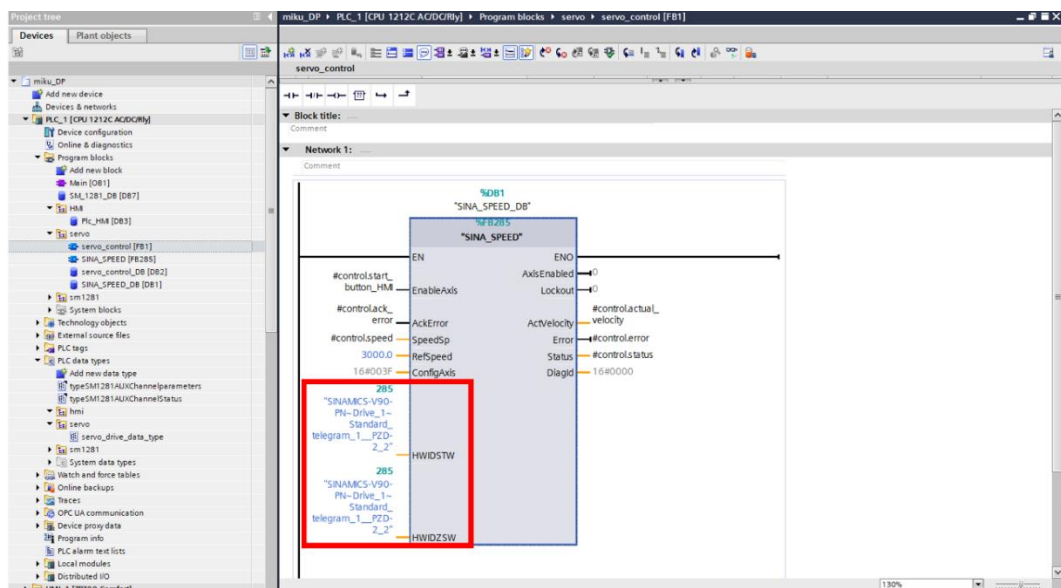 Project tree
miku_DP ▸ PLC_1 [CPU 1212C AC/DC/Rly] ▸ Program blocks ▸ servo ▸ servo_control [FB1]
Devices
Plant objects
miku_DP
Add new device
Devices & networks
PLC_1 [CPU 1212C AC/DC/Rly]
Device configuration
Online & diagnostics
Program blocks
Add new block
Main [OB1]
SM_1281_DB [DB7]
HMI
Plc_HMI [DB3]
servo
servo_control [FB1]
SINA_SPEED [FB285]
servo_control_DB [DB2]
SINA_SPEED_DB [DB1]
sm1281
System blocks
Technology objects
External source files
PLC tags
PLC data types
Add new data type
typeSM1281AUXChannelparameters
typeSM1281AUXChannelStatus
hmi
servo
servo_drive_data_type
sm1281
System data types
Watch and force tables
Online backups
Traces
OPC UA communication
Device proxy data
Program info
PLC alarm text lists
Local modules
Distributed I/O
servo_control
Block title:
Comment
Network 1:
Comment
%DB1
"SINA_SPEED_DB"
%FB285
"SINA_SPEED"
EN
ENO
AxisEnabled
0
#control.start_
button_HMI
EnableAxis
Lockout
0
#control.ack_
error
AckError
#control.actual_
velocity
ActVelocity
#control.speed
SpeedSp
Error
#control.error
3000.0
RefSpeed
Status
#control.status
16#003F
ConfigAxis
DiagId
16#0000
285
"SINAMICS-V90-
PN~Drive_1~
Standard_
telegram_1__PZD-
2_2"
HWIDSTW
285
"SINAMICS-V90-
PN~Drive_1~
Standard_
telegram_1__PZD-
2_2"
HWIDZSW
130%